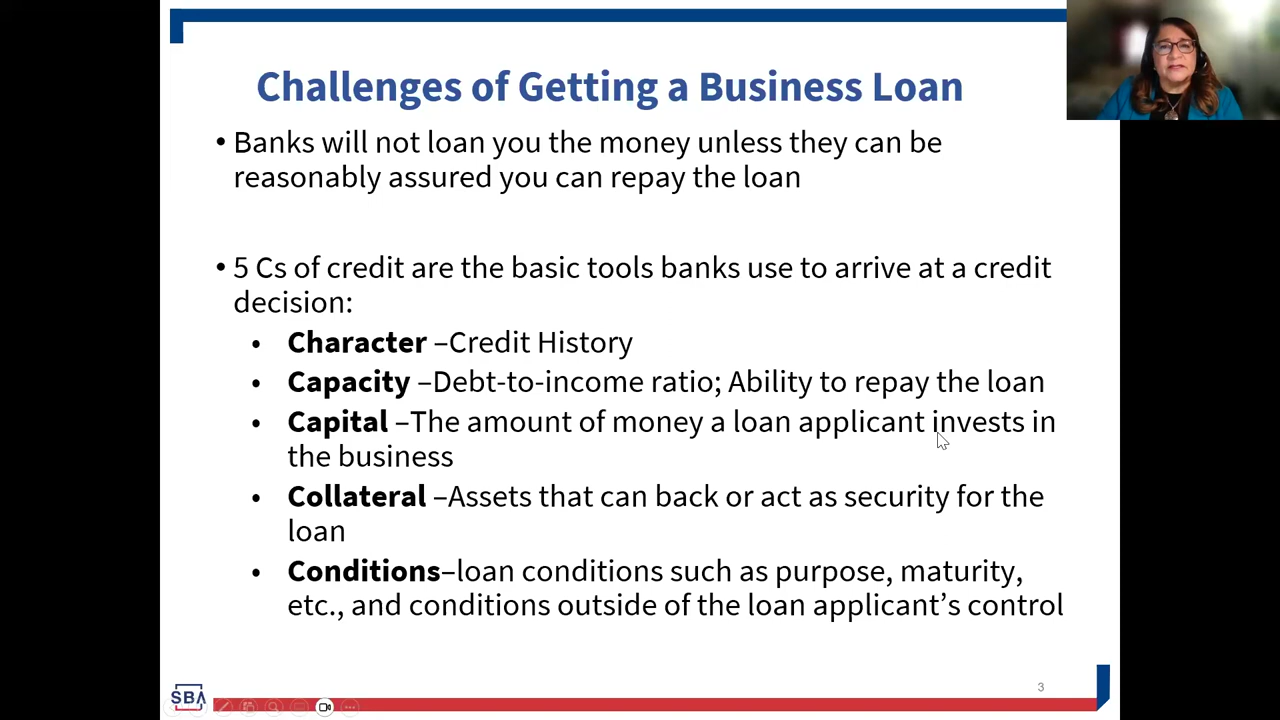 Challenges of Getting a Business Loan
• Banks will not loan you the money unless they can be
reasonably assured you can repay the loan
• 5 Cs of credit are the basic tools banks use to arrive at a credit
decision:
• Character –Credit History
• Capacity –Debt-to-income ratio; Ability to repay the loan
• Capital –The amount of money a loan applicant invests in
the business
• Collateral –Assets that can back or act as security for the
loan
• Conditions–loan conditions such as purpose, maturity,
etc., and conditions outside of the loan applicant’s control
3
SBA